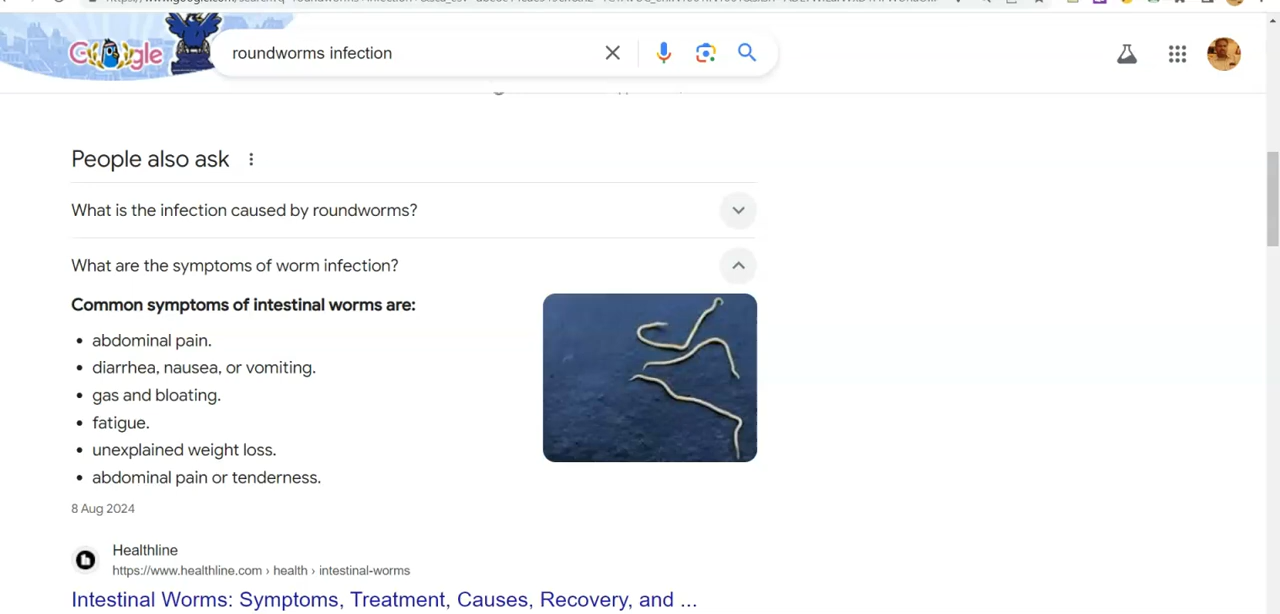 Google
roundworms infection
People also ask
What is the infection caused by roundworms?
What are the symptoms of worm infection?
Common symptoms of intestinal worms are:
• abdominal pain.
• diarrhea, nausea, or vomiting.
• gas and bloating.
• fatigue.
• unexplained weight loss.
• abdominal pain or tenderness.
8 Aug 2024
Healthline
https://www.healthline.com › health › intestinal-worms
Intestinal Worms: Symptoms, Treatment, Causes, Recovery, and ...